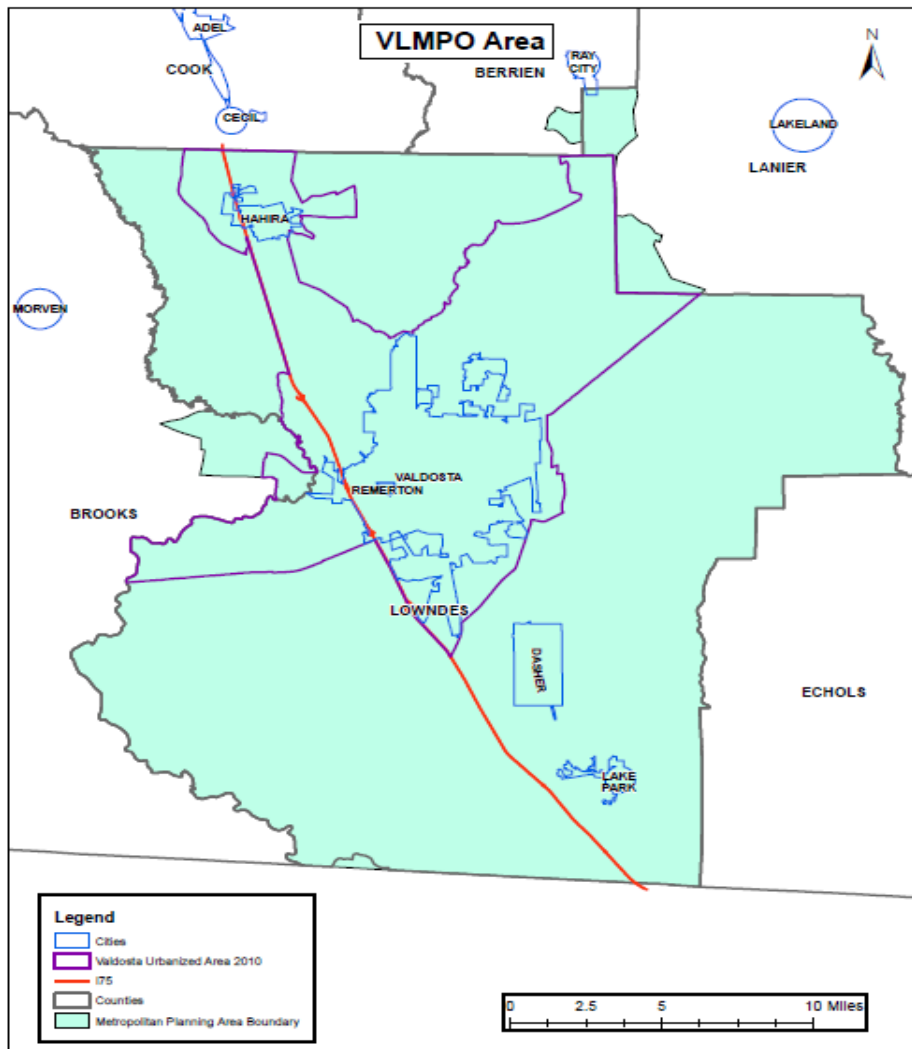 ADEL
VLMPO Area
N
COOK
BERRIEN
RAY
CITY
CECIL
LAKELAND
LANIER
HAHIRA
MORVEN
VALDOSTA
REMERTON
BROOKS
LOWNDES
DASHER
ECHOLS
LAKE
PARK
Legend
Cities
Valdosta Urbanized Area 2010
I75
Counties
Metropolitan Planning Area Boundary
0 2.5 5 10 Miles